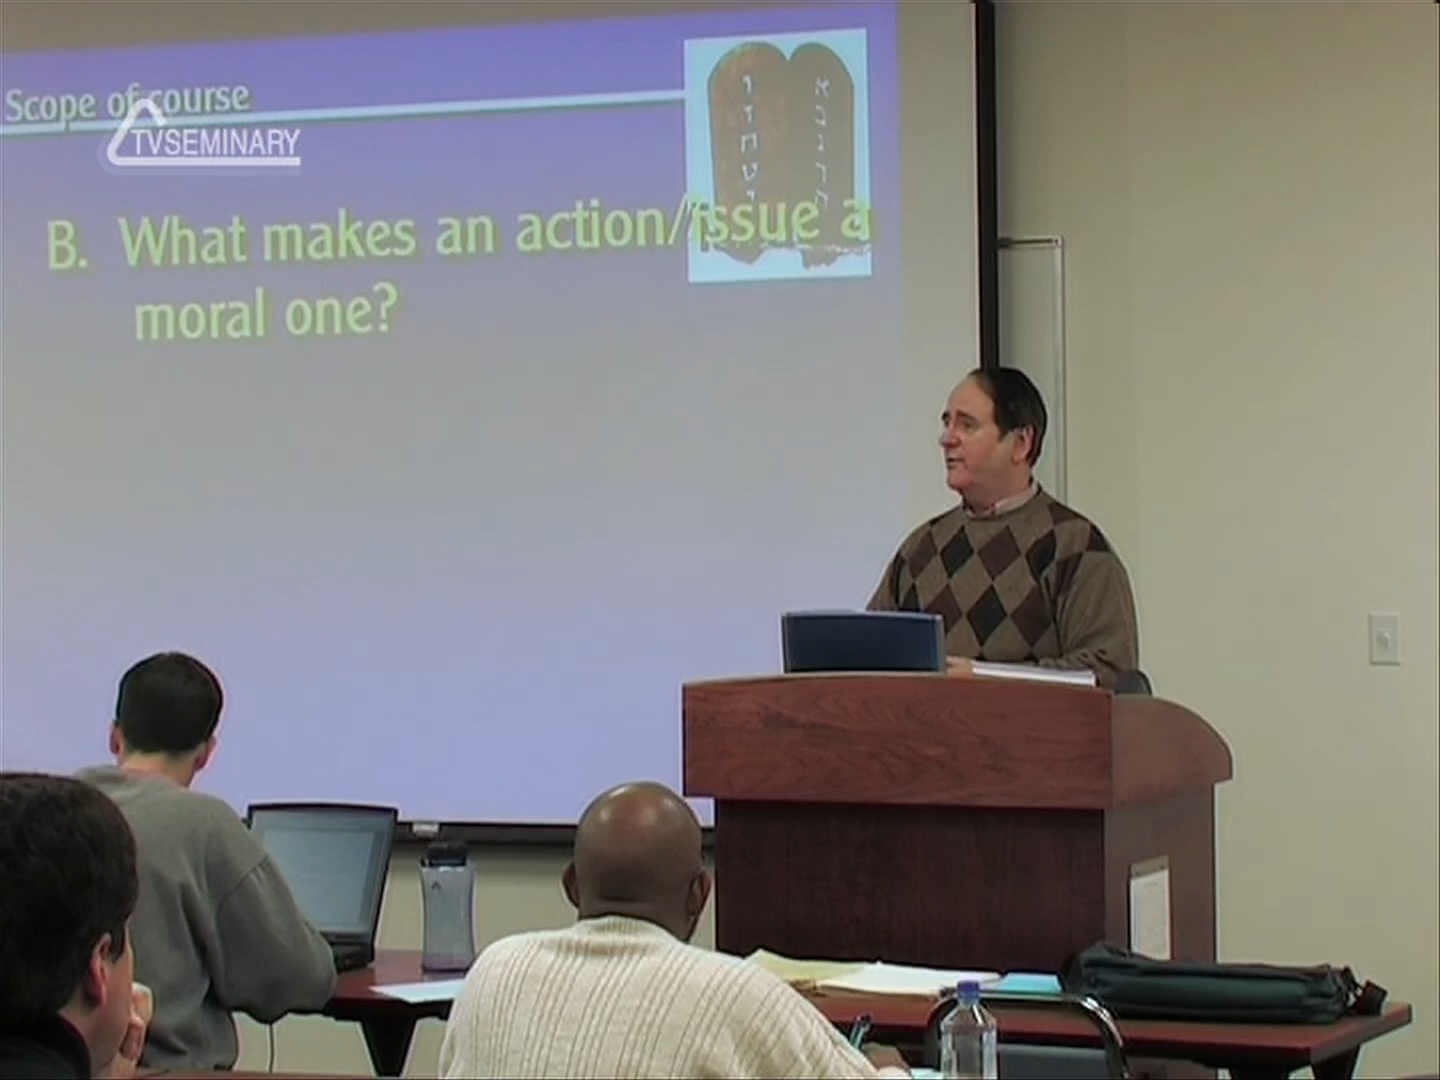 Scope of course
TVSEMINARY
B. What makes an action/issue a
moral one?